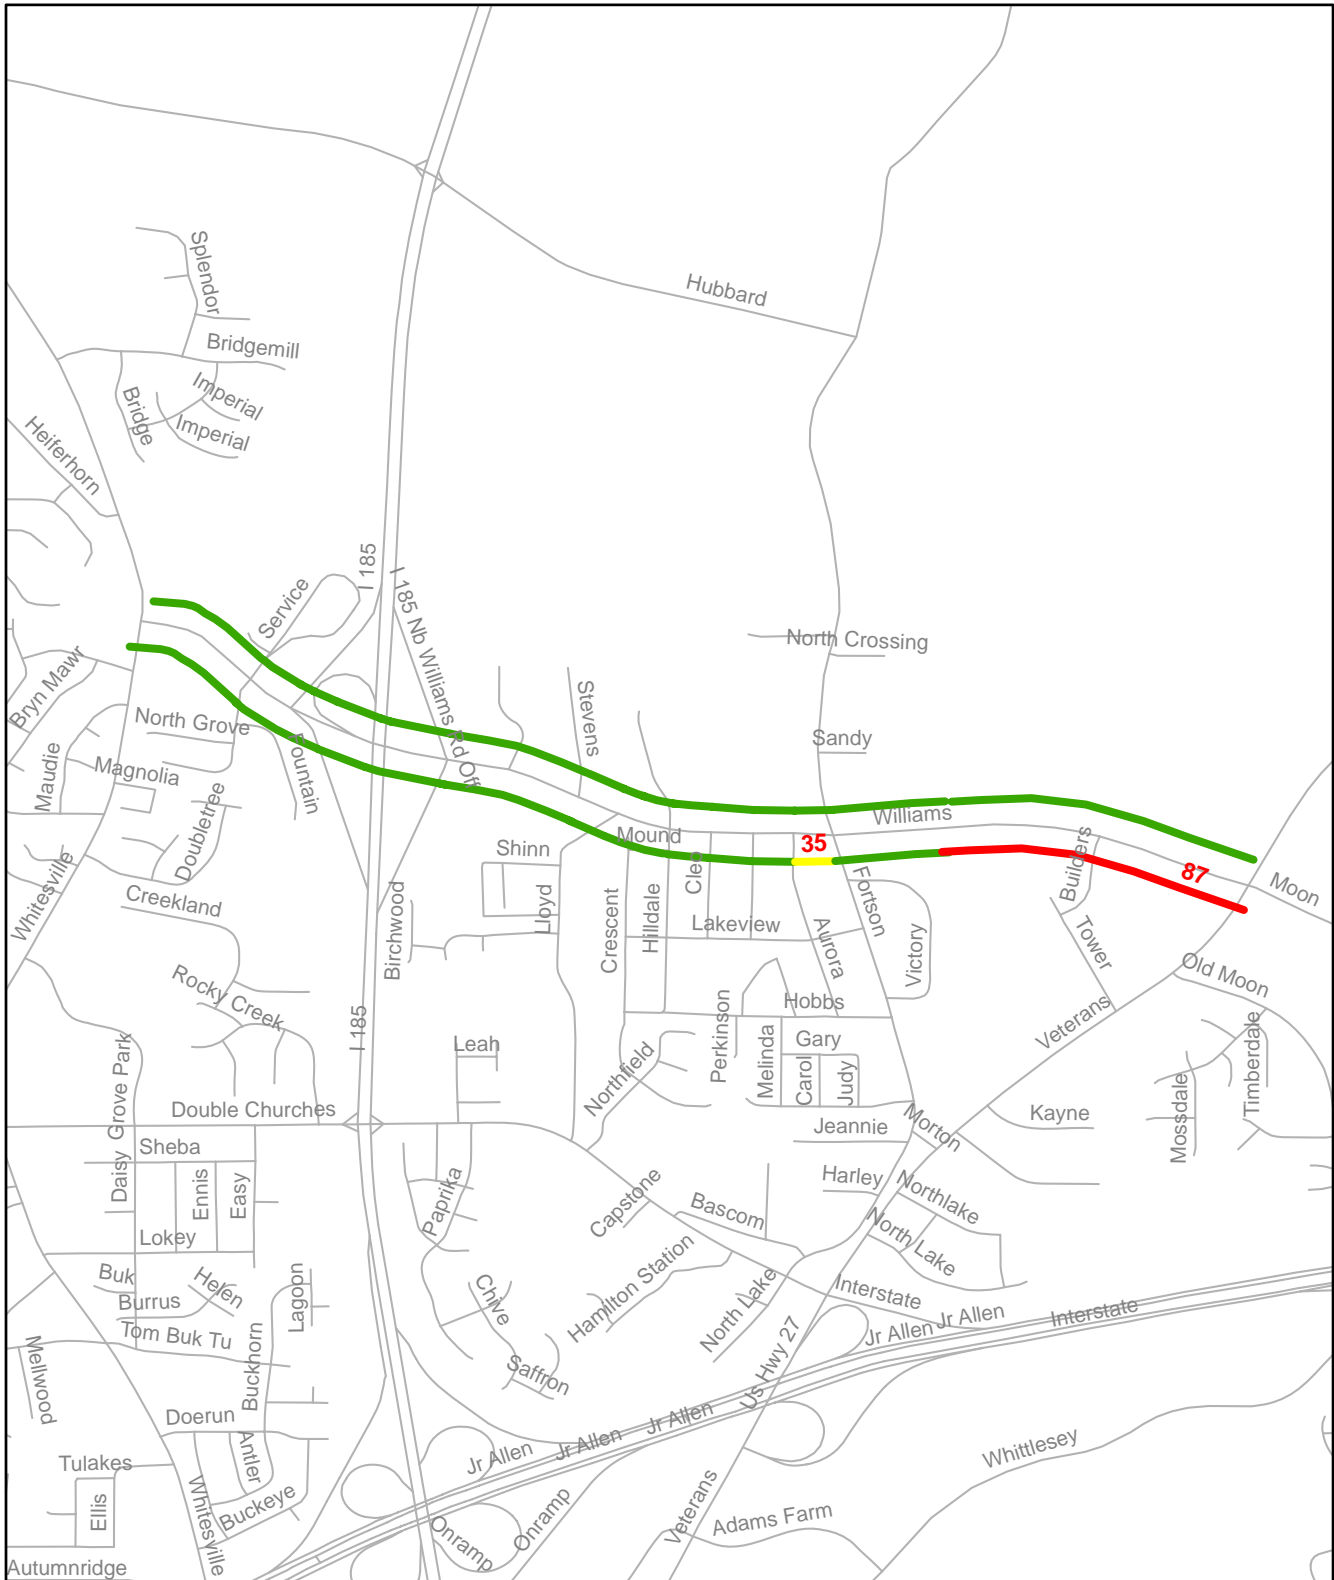 Hubbard
Splendor
Bridgemill
Imperial
Imperial
Bridge
Heiferhorn
I 185
Service
I 185 Nb Williams Rd Off
North Crossing
Bryn Mawr
Stevens
North Grove
Fountain
Sandy
Maudie
Magnolia
Doubletree
Williams
Mound
35
Shinn
Cleo
Builders
87
Moon
Whitesville
Creekland
Birchwood
Lloyd
Crescent
Hilldale
Lakeview
Aurora
Fortson
Victory
Tower
Old Moon
Rocky Creek
Hobbs
Veterans
I 185
Leah
Northfield
Perkinson
Melinda
Gary
Carol
Judy
Timberdale
Mossdale
Daisy Grove Park
Double Churches
Kayne
Morton
Jeannie
Sheba
Ennis
Easy
Paprika
Capstone
Bascom
Harley
Northlake
North Lake
Lokey
Buk
Helen
Burrus
Lagoon
Chive
Hamilton Station
North Lake
Interstate
Jr Allen
Jr Allen
Interstate
Tom Buk Tu
Mellwood
Buckhorn
Saffron
Us Hwy 27
Doerun
Antler
Jr Allen
Jr Allen
Jr Allen
Whittlesey
Tulakes
Ellis
Whitesville
Buckeye
Onramp
Onramp
Veterans
Adams Farm
Autumnridge